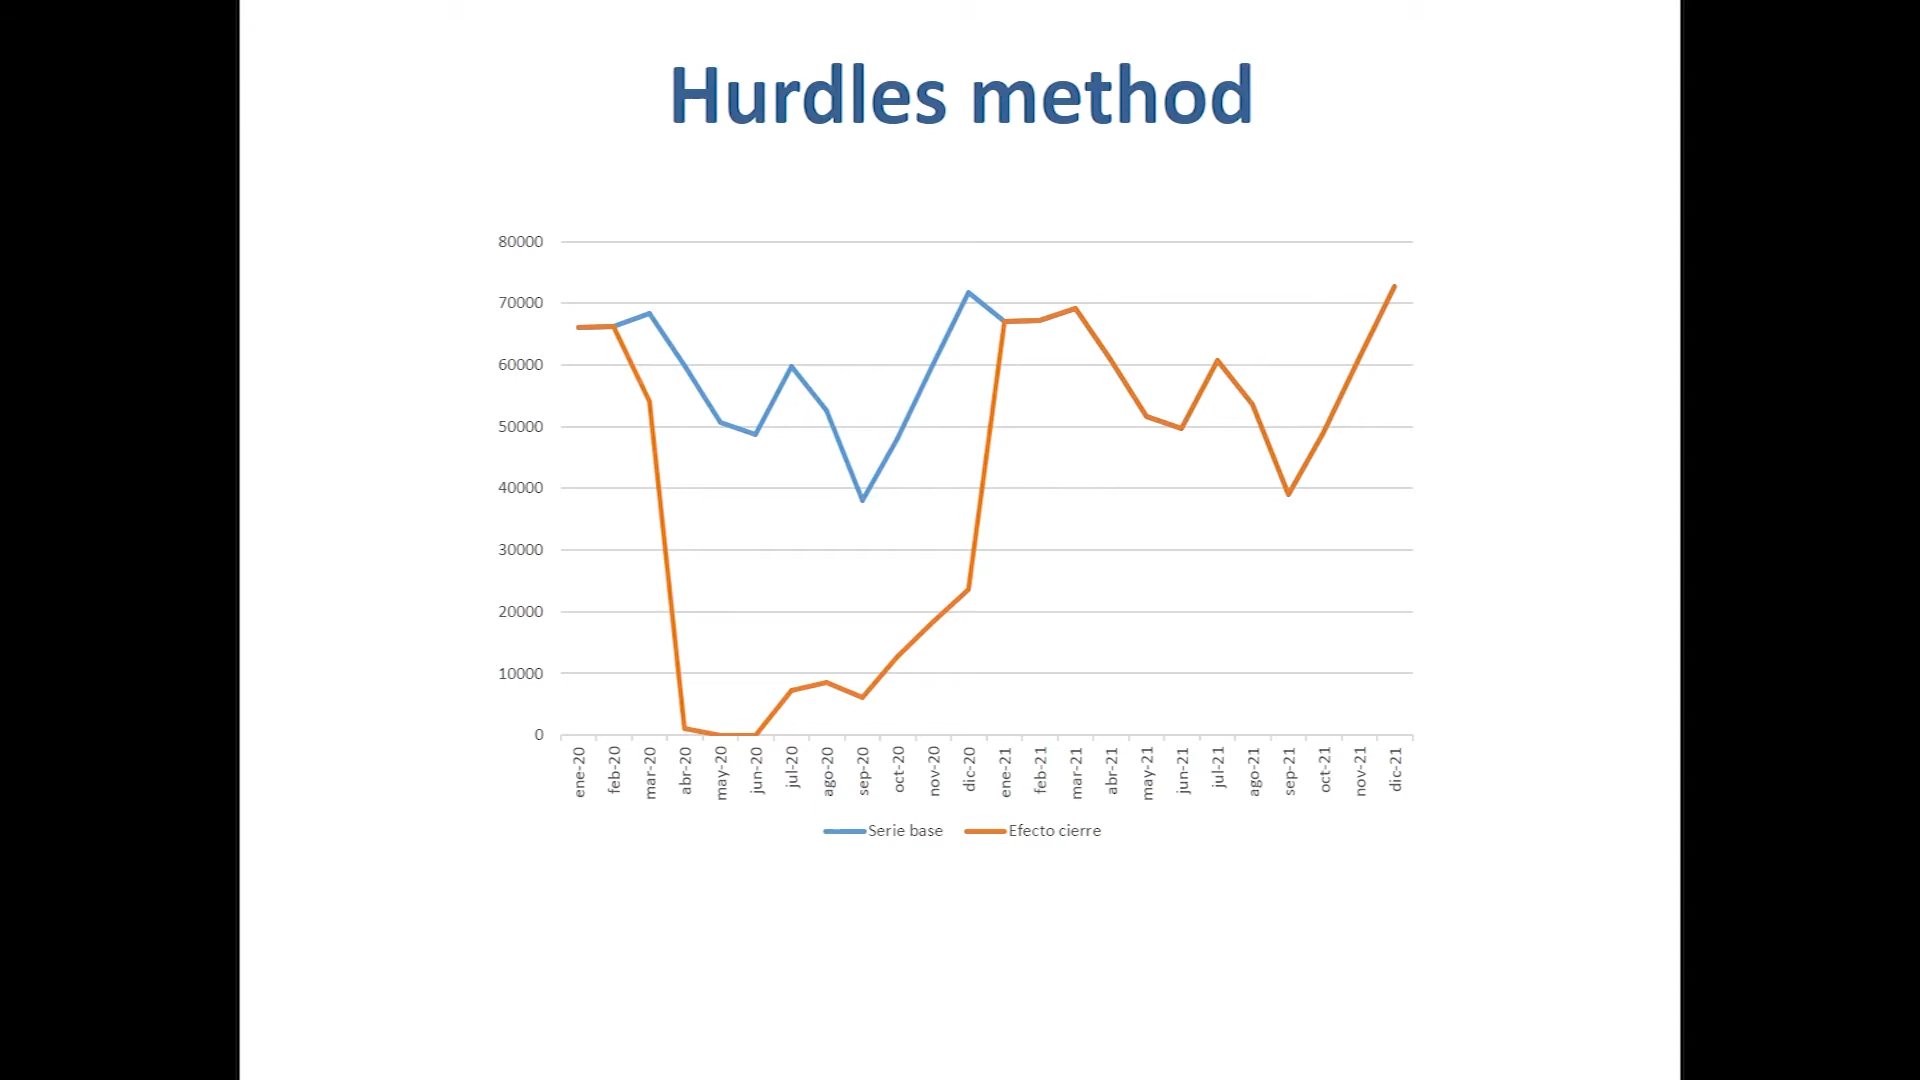 Hurdles method
80000
70000
60000
50000
40000
30000
20000
10000
0
ene-20
feb-20
mar-20
abr-20
may-20
jun-20
jul-20
ago-20
sep-20
oct-20
nov-20
dic-20
ene-21
feb-21
mar-21
abr-21
may-21
jun-21
jul-21
ago-21
sep-21
oct-21
nov-21
dic-21
Serie base
Efecto cierre